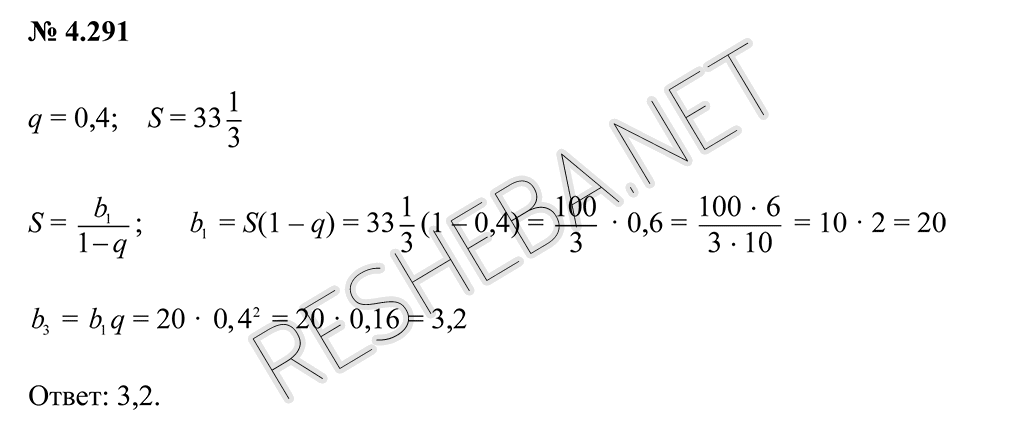 № 4.291
q = 0,4; S = 33 1/3
S = b₁/(1 – q); b₁ = S(1 – q) = 33 1/3 (1 – 0,4) = 100/3 · 0,6 = (100 · 6)/(3 · 10) = 10 · 2 = 20
b₃ = b₁q = 20 · 0,4² = 20 · 0,16 = 3,2
Ответ: 3,2.
RESHEBA.NET